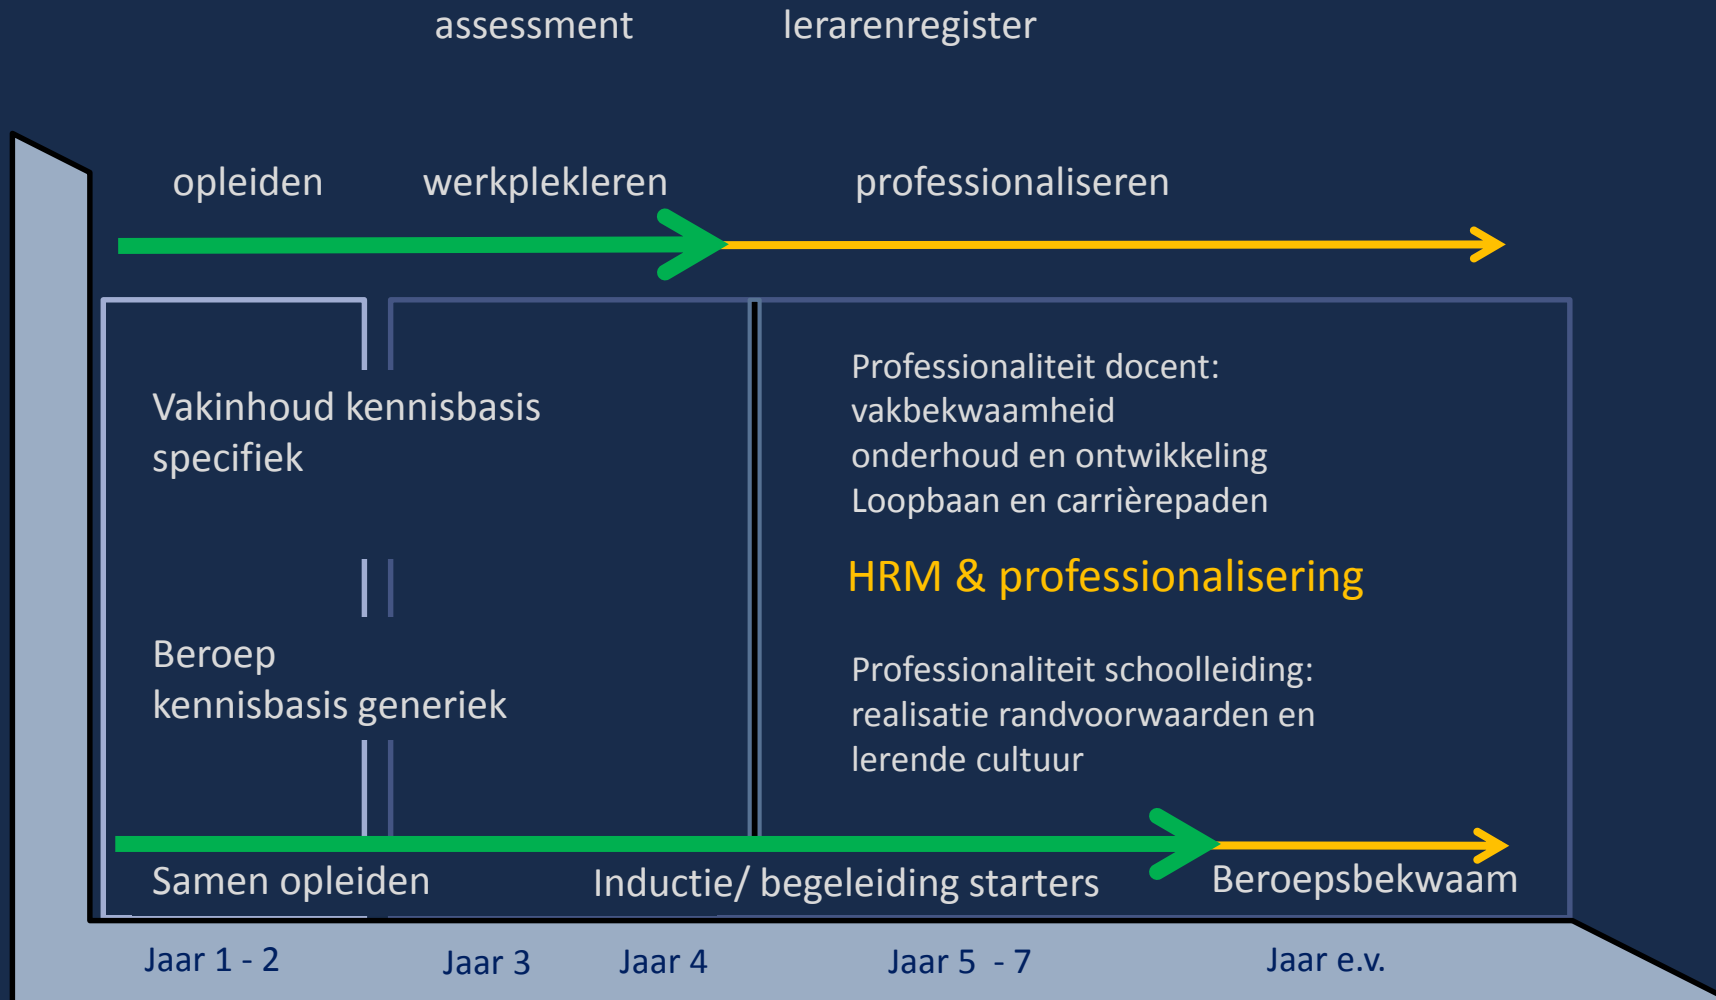 assessment lerarenregister
opleiden werkplekleren professionaliseren
Vakinhoud kennisbasis
specifiek
Beroep
kennisbasis generiek
Professionaliteit docent:
vakbekwaamheid
onderhoud en ontwikkeling
Loopbaan en carrièrepaden
HRM & professionalisering
Professionaliteit schoolleiding:
realisatie randvoorwaarden en
lerende cultuur
Samen opleiden Inductie/ begeleiding starters Beroepsbekwaam
Jaar 1 - 2 Jaar 3 Jaar 4 Jaar 5 - 7 Jaar e.v.